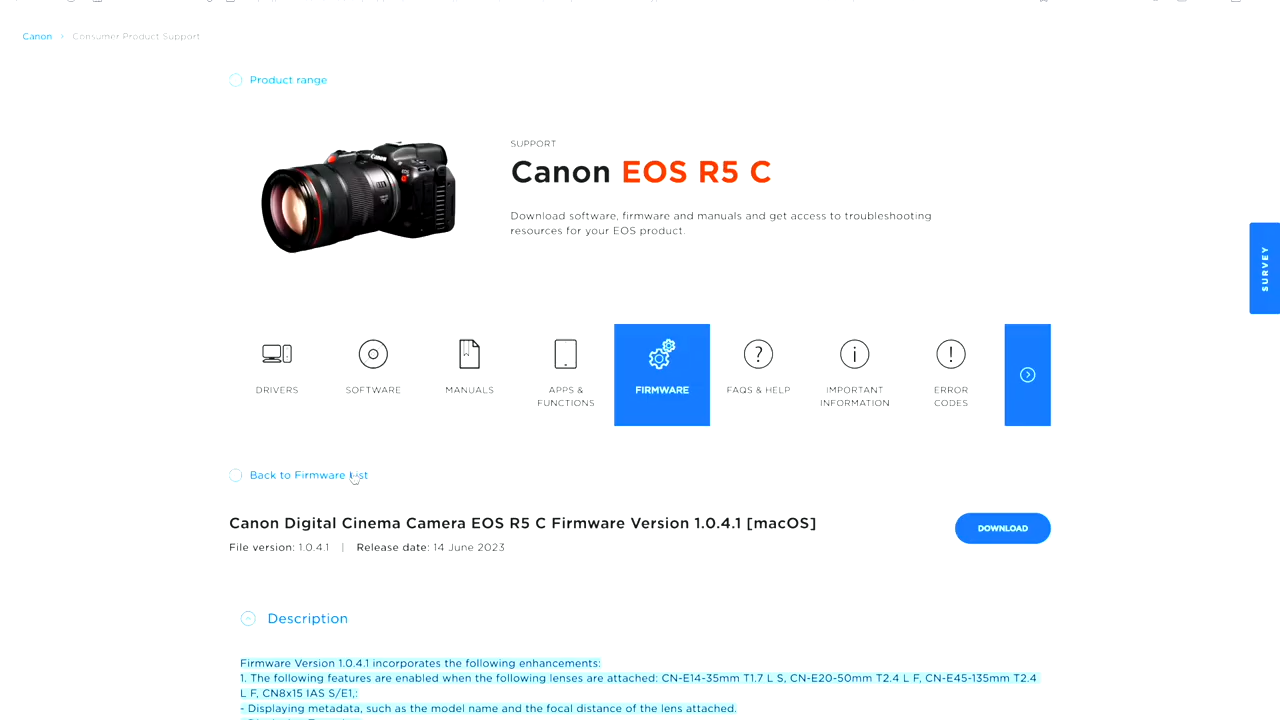 Canon › Consumer Product Support
Product range
SUPPORT
Canon EOS R5 C
Download software, firmware and manuals and get access to troubleshooting
resources for your EOS product.
SURVEY
DRIVERS
SOFTWARE
MANUALS
APPS &
FUNCTIONS
FIRMWARE
FAQS & HELP
IMPORTANT
INFORMATION
ERROR
CODES
Back to Firmware List
Canon Digital Cinema Camera EOS R5 C Firmware Version 1.0.4.1 [macOS]
DOWNLOAD
File version: 1.0.4.1 | Release date: 14 June 2023
Description
Firmware Version 1.0.4.1 incorporates the following enhancements:
1. The following features are enabled when the following lenses are attached: CN-E14-35mm T1.7 L S, CN-E20-50mm T2.4 L F, CN-E45-135mm T2.4
L F, CN8x15 IAS S/E1,:
- Displaying metadata, such as the model name and the focal distance of the lens attached.